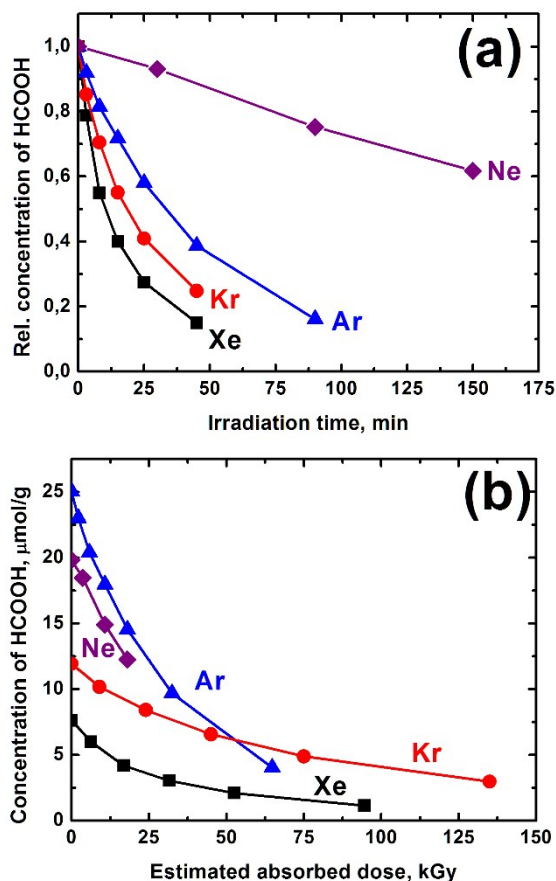 (a)
1,0
0,8
0,6
0,4
0,2
0,0
Rel. concentration of HCOOH
Ne
Kr
Ar
Xe
0 25 50 75 100 125 150 175
Irradiation time, min
(b)
25
20
15
10
5
0
Concentration of HCOOH, μmol/g
Ne
Ar
Kr
Xe
0 25 50 75 100 125 150
Estimated absorbed dose, kGy